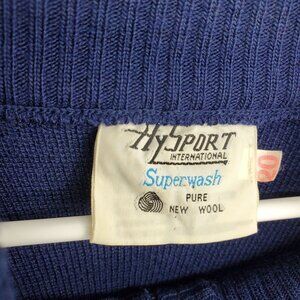 HySport
INTERNATIONAL
Superwash
PURE
NEW WOOL